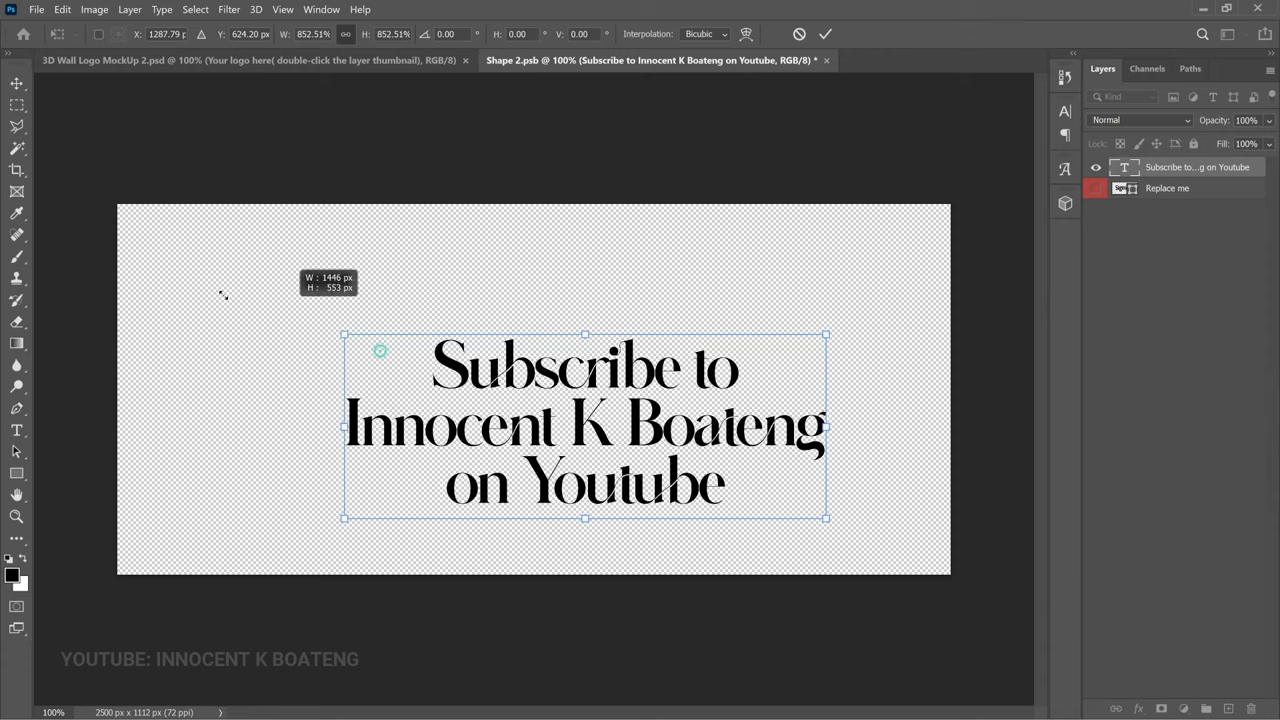 Ps File Edit Image Layer Type Select Filter 3D View Window Help
X: 1287.79 p Y: 624.20 px W: 852.51% H: 852.51% 0.00 ° H: 0.00 ° V: 0.00 ° Interpolation: Bicubic
3D Wall Logo MockUp 2.psd @ 100% (Your logo here( double-click the layer thumbnail), RGB/8) × Shape 2.psb @ 100% (Subscribe to Innocent K Boateng on Youtube, RGB/8) * ×
Layers Channels Paths
Kind
Normal Opacity: 100%
Lock: Fill: 100%
Subscribe to...g on Youtube
Replace me
W : 1446 px
H : 553 px
Subscribe to
Innocent K Boateng
on Youtube
YOUTUBE: INNOCENT K BOATENG
100% 2500 px x 1112 px (72 ppi)